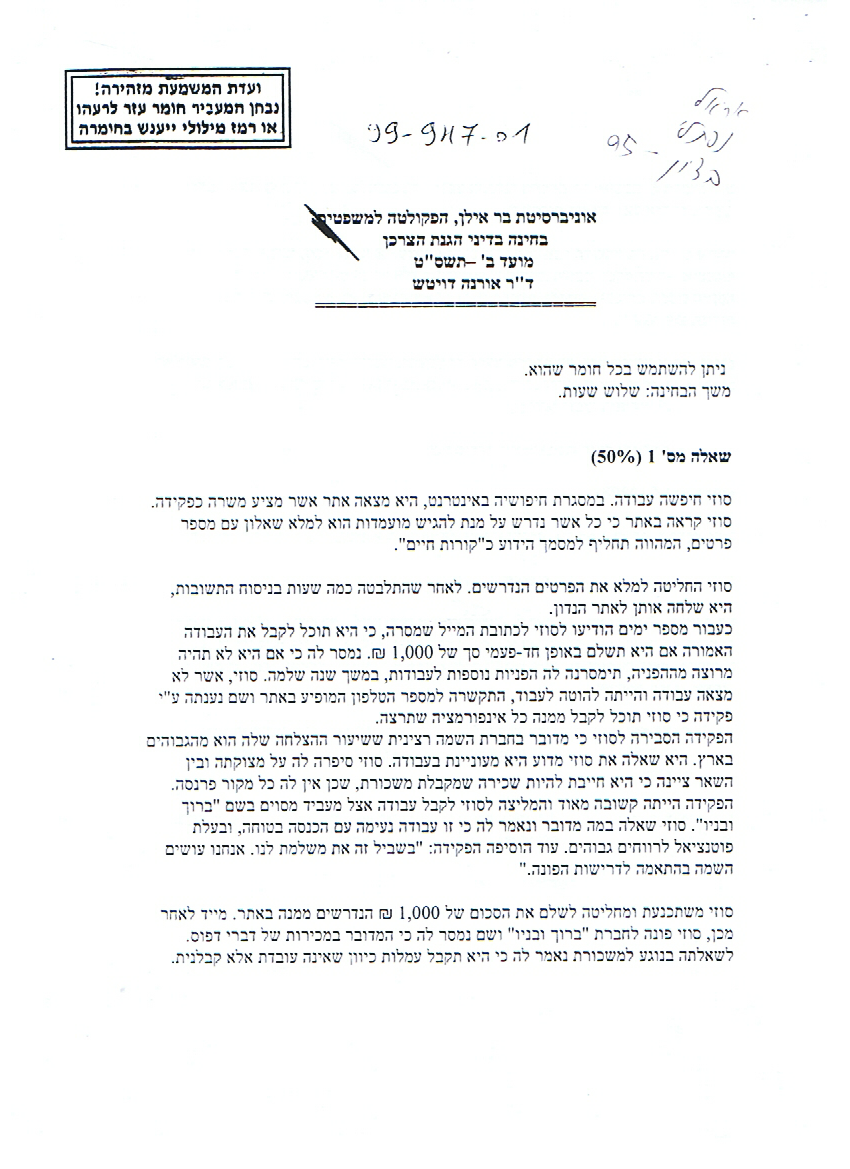 ועדת המשמעת מזהירה!
נבחן המעביר חומר עזר לרעהו
או רמז מילולי ייענש בחומרה
99-917-01
95 -
אוניברסיטת בר אילן, הפקולטה למשפטים
בחינה בדיני הגנת הצרכן
מועד ב' –תשס"ט
ד"ר אורנה דויטש
ניתן להשתמש בכל חומר שהוא.
משך הבחינה: שלוש שעות.
שאלה מס' 1 (50%)
סוזי חיפשה עבודה. במסגרת חיפושיה באינטרנט, היא מצאה אתר אשר מציע משרה כפקידה.
סוזי קראה באתר כי כל אשר נדרש על מנת להגיש מועמדות הוא למלא שאלון עם מספר
פרטים, המהווה תחליף למסמך הידוע כ"קורות חיים".
סוזי החליטה למלא את הפרטים הנדרשים. לאחר שהתלבטה כמה שעות בניסוח התשובות,
היא שלחה אותן לאתר הנדון.
כעבור מספר ימים הודיעו לסוזי לכתובת המייל שמסרה, כי היא תוכל לקבל את העבודה
האמורה אם היא תשלם באופן חד-פעמי סך של 1,000 ₪. נמסר לה כי אם היא לא תהיה
מרוצה מההפניה, תימסרנה לה הפניות נוספות לעבודות, במשך שנה שלמה. סוזי, אשר לא
מצאה עבודה והייתה להוטה לעבוד, התקשרה למספר הטלפון המופיע באתר ושם נענתה ע"י
פקידה כי סוזי תוכל לקבל ממנה כל אינפורמציה שתרצה.
הפקידה הסבירה לסוזי כי מדובר בחברת השמה רצינית ששיעור ההצלחה שלה הוא מהגבוהים
בארץ. היא שאלה את סוזי מדוע היא מעוניינת בעבודה. סוזי סיפרה לה על מצוקתה ובין
השאר ציינה כי היא חייבת להיות שכירה שמקבלת משכורת, שכן אין לה כל מקור פרנסה.
הפקידה הייתה קשובה מאוד והמליצה לסוזי לקבל עבודה אצל מעביד מסוים בשם "ברוך
ובניו". סוזי שאלה במה מדובר ונאמר לה כי זו עבודה נעימה עם הכנסה בטוחה, ובעלת
פוטנציאל לרווחים גבוהים. עוד הוסיפה הפקידה: "בשביל זה את משלמת לנו. אנחנו עושים
השמה בהתאמה לדרישות הפונה."
סוזי משתכנעת ומחליטה לשלם את הסכום של 1,000 ₪ הנדרשים ממנה באתר. מייד לאחר
מכן, סוזי פונה לחברת "ברוך ובניו" ושם נמסר לה כי המדובר במכירות של דברי דפוס.
לשאלתה בנוגע למשכורת נאמר לה כי היא תקבל עמלות כיוון שאינה עובדת אלא קבלנית.